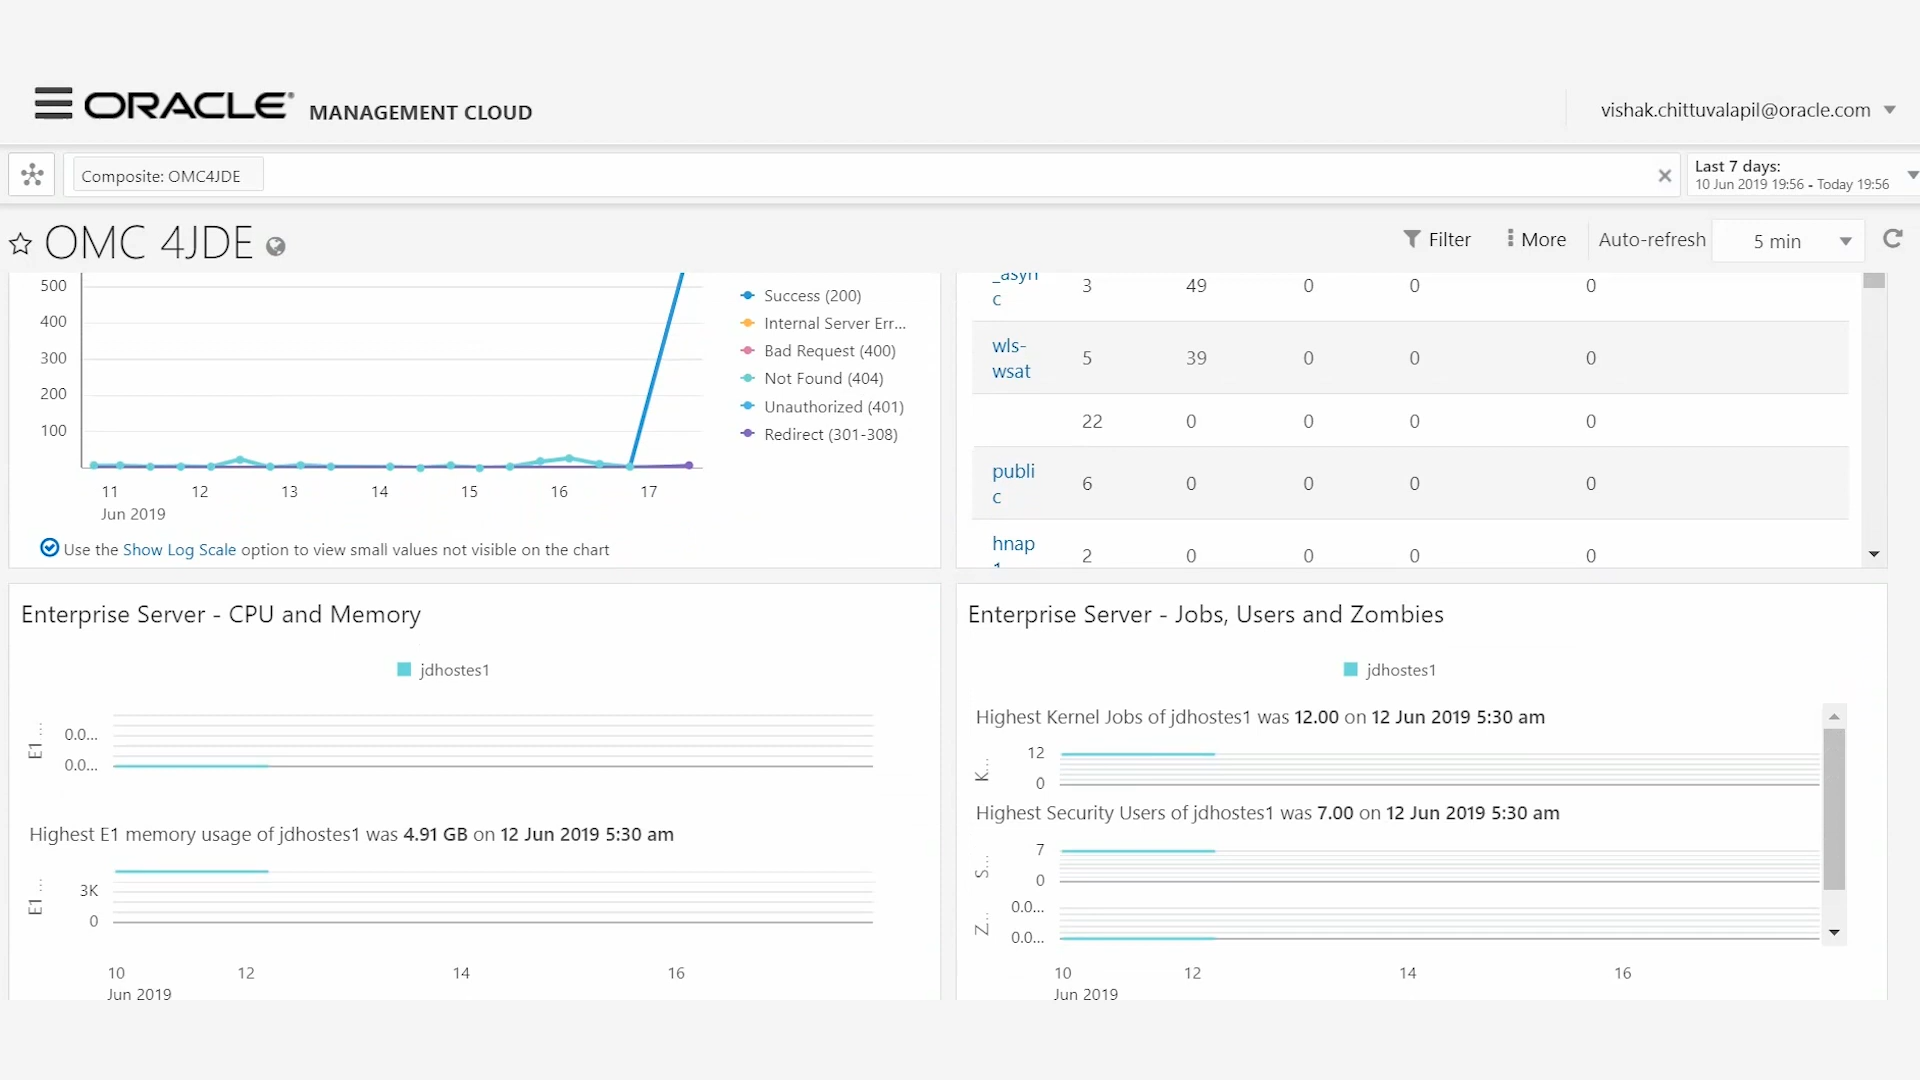 ORACLE MANAGEMENT CLOUD
vishak.chittuvalapil@oracle.com
Composite: OMC4JDE
Last 7 days:
10 Jun 2019 19:56 - Today 19:56
OMC 4JDE
Filter
More
Auto-refresh
5 min
500
400
300
200
100
11 12 13 14 15 16 17
Jun 2019
Success (200)
Internal Server Err...
Bad Request (400)
Not Found (404)
Unauthorized (401)
Redirect (301-308)
Use the Show Log Scale option to view small values not visible on the chart
_asyn
c
3 49 0 0 0
wls-
wsat
5 39 0 0 0
22 0 0 0 0
publi
c
6 0 0 0 0
hnap
2 0 0 0 0
Enterprise Server - CPU and Memory
jdhostes1
E1 ...
0.0...
0.0...
Highest E1 memory usage of jdhostes1 was 4.91 GB on 12 Jun 2019 5:30 am
E1 ...
3K
0
10 12 14 16
Jun 2019
Enterprise Server - Jobs, Users and Zombies
jdhostes1
Highest Kernel Jobs of jdhostes1 was 12.00 on 12 Jun 2019 5:30 am
K...
12
0
Highest Security Users of jdhostes1 was 7.00 on 12 Jun 2019 5:30 am
S...
7
0
Z...
0.0...
0.0...
10 12 14 16
Jun 2019